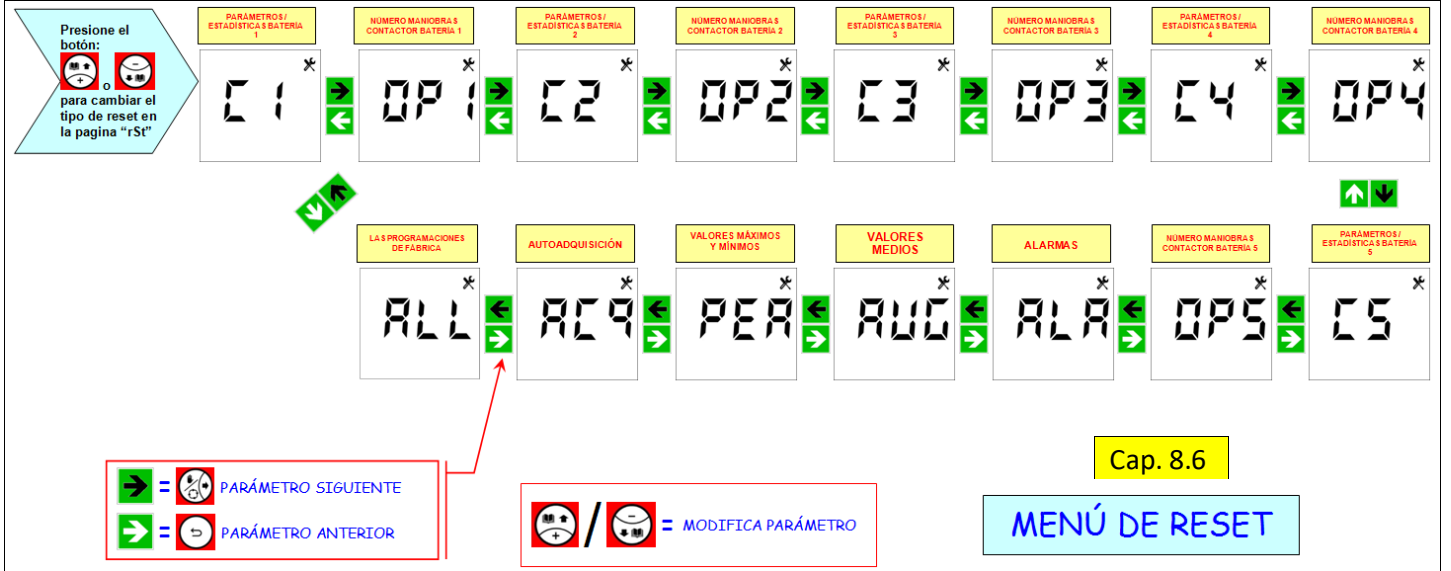 Presione el
botón:
o
para cambiar el
tipo de reset en
la pagina “rSt”
PARÁMETROS /
ESTADÍSTICAS BATERÍA
1
NÚMERO MANIOBRAS
CONTACTOR BATERÍA 1
PARÁMETROS /
ESTADÍSTICAS BATERÍA
2
NÚMERO MANIOBRAS
CONTACTOR BATERÍA 2
PARÁMETROS /
ESTADÍSTICAS BATERÍA
3
NÚMERO MANIOBRAS
CONTACTOR BATERÍA 3
PARÁMETROS /
ESTADÍSTICAS BATERÍA
4
NÚMERO MANIOBRAS
CONTACTOR BATERÍA 4
C1
OP1
C2
OP2
C3
OP3
C4
OP4
LAS PROGRAMACIONES
DE FÁBRICA
AUTOADQUISICIÓN
VALORES MÁXIMOS
Y MÍNIMOS
VALORES
MEDIOS
ALARMAS
NÚMERO MANIOBRAS
CONTACTOR BATERÍA 5
PARÁMETROS /
ESTADÍSTICAS BATERÍA
5
ALL
ACq
PEA
AUG
ALA
OP5
C5
= PARÁMETRO SIGUIENTE
= PARÁMETRO ANTERIOR
/ = MODIFICA PARÁMETRO
Cap. 8.6
MENÚ DE RESET